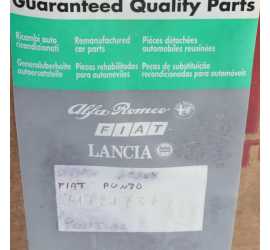 Guaranteed Quality Parts
Ricambi auto ricondizionati
Remanufactured car parts
Pièces détachées automobiles reusinées
Generalüberholte autoersatzteile
Piezas rehabilitadas para automóviles
Peças de substituição recondicionadas para automóveis
Alfa Romeo
FIAT
LANCIA
FIAT PUNTO